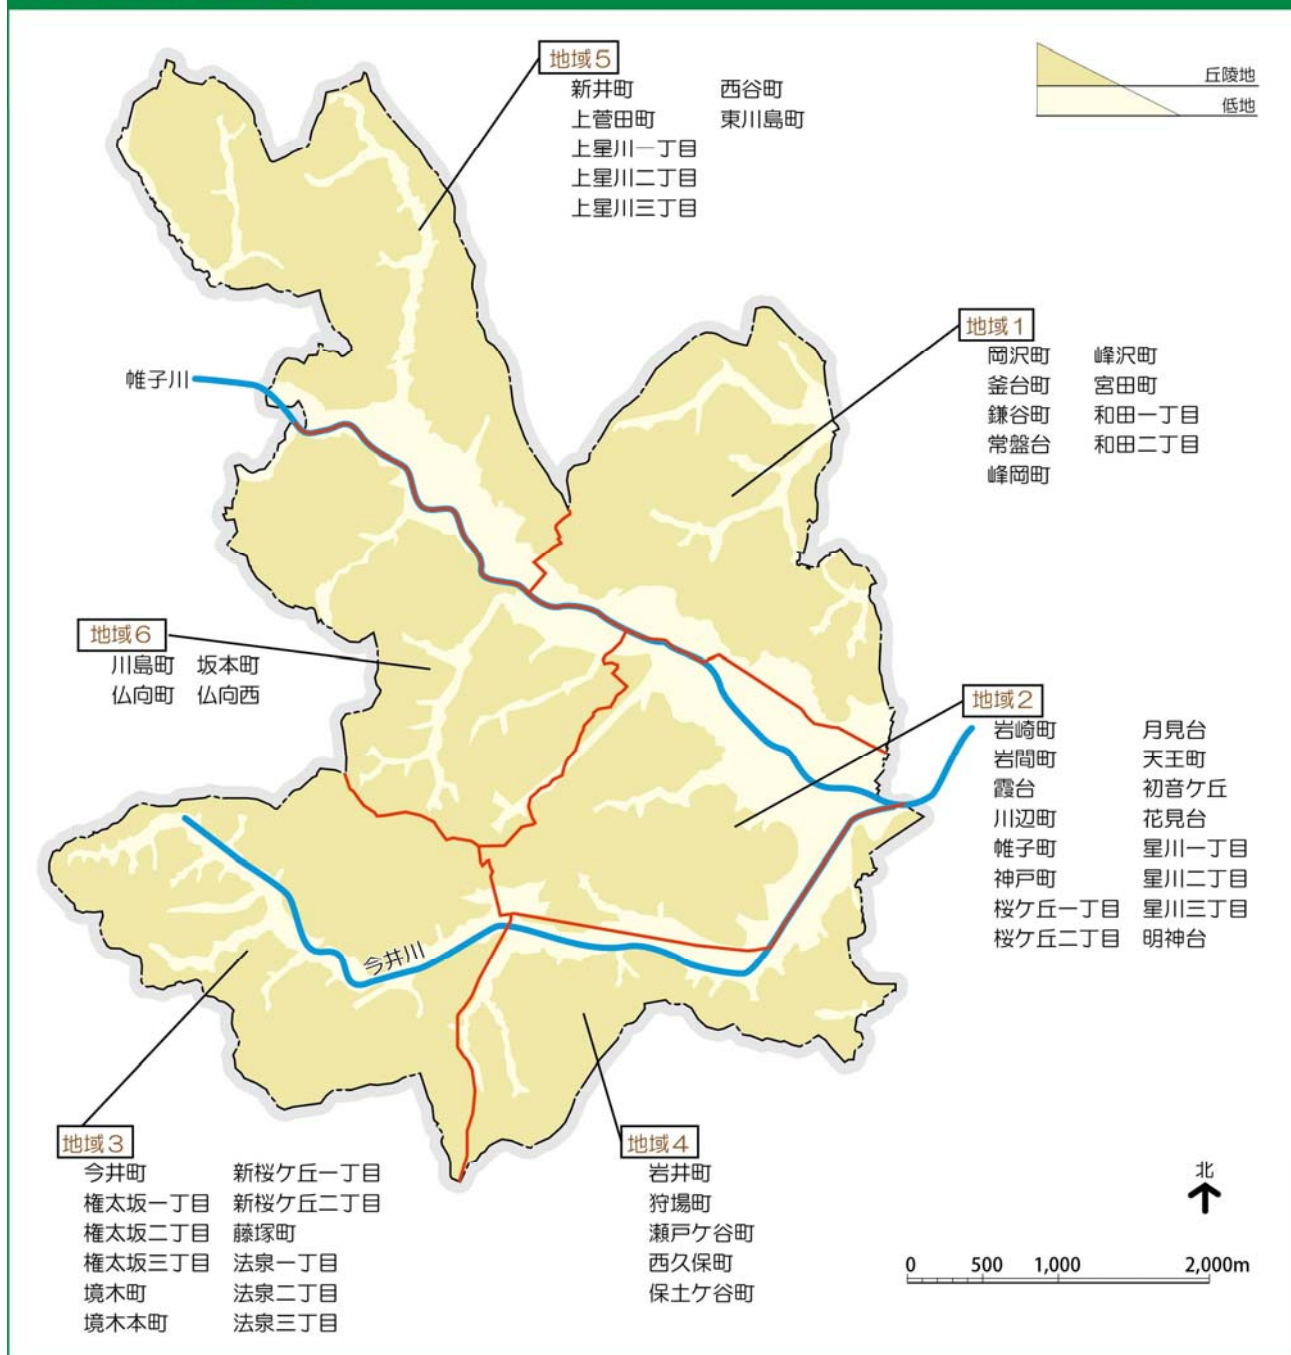 地域5
新井町 西谷町
上菅田町 東川島町
上星川一丁目
上星川二丁目
上星川三丁目
丘陵地
低地
地域1
岡沢町 峰沢町
釜台町 宮田町
鎌谷町 和田一丁目
常盤台 和田二丁目
峰岡町
帷子川
地域6
川島町 坂本町
仏向町 仏向西
地域2
岩崎町 月見台
岩間町 天王町
霞台 初音ケ丘
川辺町 花見台
帷子町 星川一丁目
神戸町 星川二丁目
桜ケ丘一丁目 星川三丁目
桜ケ丘二丁目 明神台
今井川
地域3
今井町 新桜ケ丘一丁目
権太坂一丁目 新桜ケ丘二丁目
権太坂二丁目 藤塚町
権太坂三丁目 法泉一丁目
境木町 法泉二丁目
境木本町 法泉三丁目
地域4
岩井町
狩場町
瀬戸ケ谷町
西久保町
保土ケ谷町
北
0 500 1,000 2,000m